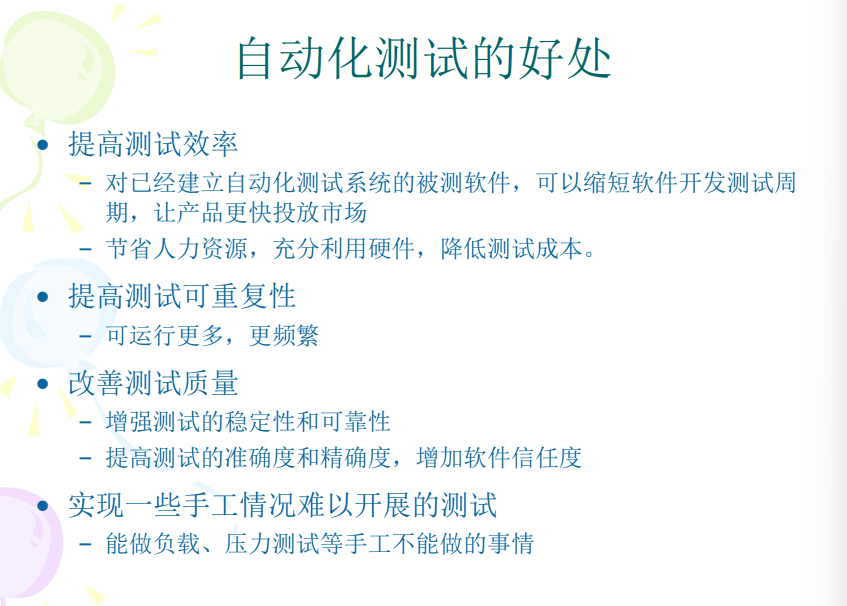 自动化测试的好处
• 提高测试效率
– 对已经建立自动化测试系统的被测软件，可以缩短软件开发测试周
期，让产品更快投放市场
– 节省人力资源，充分利用硬件，降低测试成本。
• 提高测试可重复性
– 可运行更多，更频繁
• 改善测试质量
– 增强测试的稳定性和可靠性
– 提高测试的准确度和精确度，增加软件信任度
• 实现一些手工情况难以开展的测试
– 能做负载、压力测试等手工不能做的事情